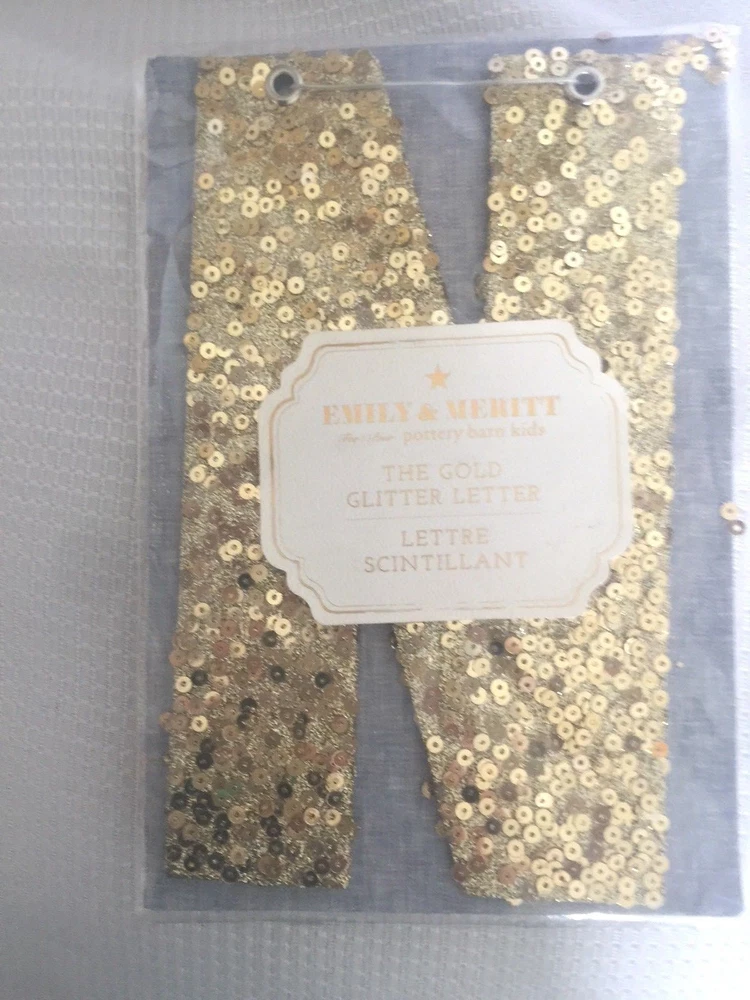 EMILY & MERITT
pottery barn kids
THE GOLD
GLITTER LETTER
LETTRE
SCINTILLANT
N